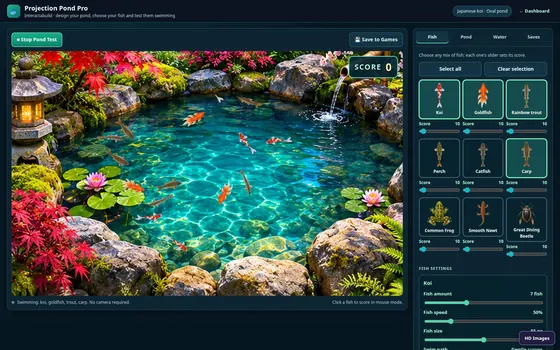 Projection Pond Pro
Interactabuild - design your pond, choose your fish and test them swimming
Japanese koi · Oval pond
← Dashboard
■ Stop Pond Test
Save to Games
SCORE 0
Swimming: koi, goldfish, trout, carp. No camera required.
Click a fish to score in mouse mode.
Fish Pond Water Saves
Choose any mix of fish; each one's slider sets its score.
Select all Clear selection
Koi Goldfish Rainbow trout
Score 10 Score 10 Score 10
Perch Catfish Carp
Score 10 Score 10 Score 10
Common Frog Smooth Newt Great Diving Beetle
Score 10 Score 10 Score 10
FISH SETTINGS
Koi
Fish amount 7 fish
Fish speed 50%
Fish size
HD Images